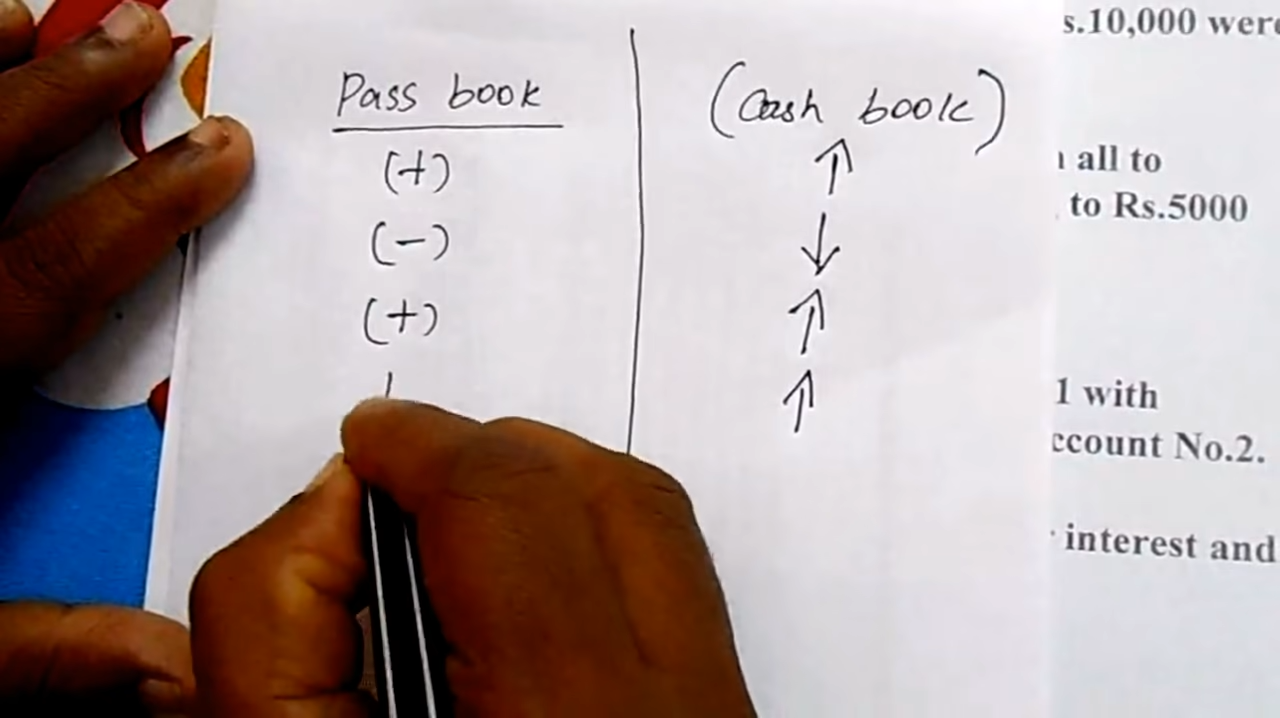 Pass book
(Cash book)
(+) ↑
(-) ↓
(+) ↑
↑
s.10,000 were
all to
to Rs.5000
1 with
ccount No.2.
interest and